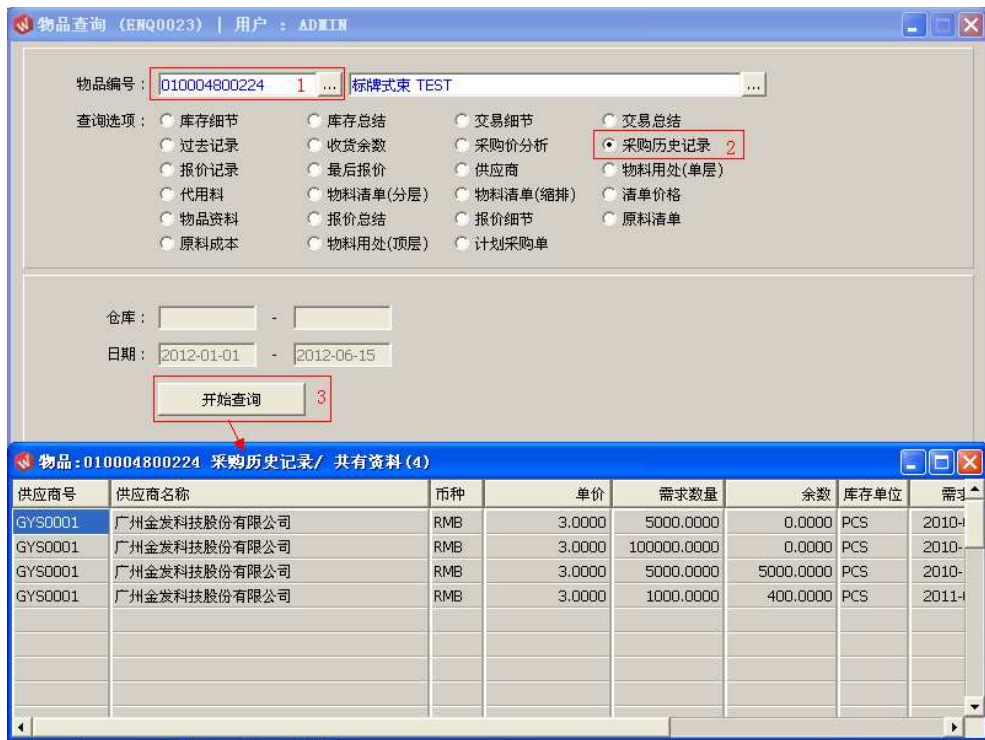 物品查询 (ENQ0023) | 用户 : ADMIN
物品编号: 010004800224 1 ... 标牌式束 TEST ...
查询选项: 库存细节 库存总结 交易细节 交易总结
过去记录 收货余数 采购价分析 采购历史记录 2
报价记录 最后报价 供应商 物料用处(单层)
代用料 物料清单(分层) 物料清单(缩排) 清单价格
物品资料 报价总结 报价细节 原料清单
原料成本 物料用处(顶层) 计划采购单
仓库: -
日期: 2012-01-01 - 2012-06-15
开始查询 3
物品:010004800224 采购历史记录/ 共有资料(4)
供应商号 供应商名称 币种 单价 需求数量 余数 库存单位 需
GYS0001 广州金发科技股份有限公司 RMB 3.0000 5000.0000 0.0000 PCS 2010-
GYS0001 广州金发科技股份有限公司 RMB 3.0000 100000.0000 0.0000 PCS 2010-
GYS0001 广州金发科技股份有限公司 RMB 3.0000 5000.0000 5000.0000 PCS 2010-
GYS0001 广州金发科技股份有限公司 RMB 3.0000 1000.0000 400.0000 PCS 2011-